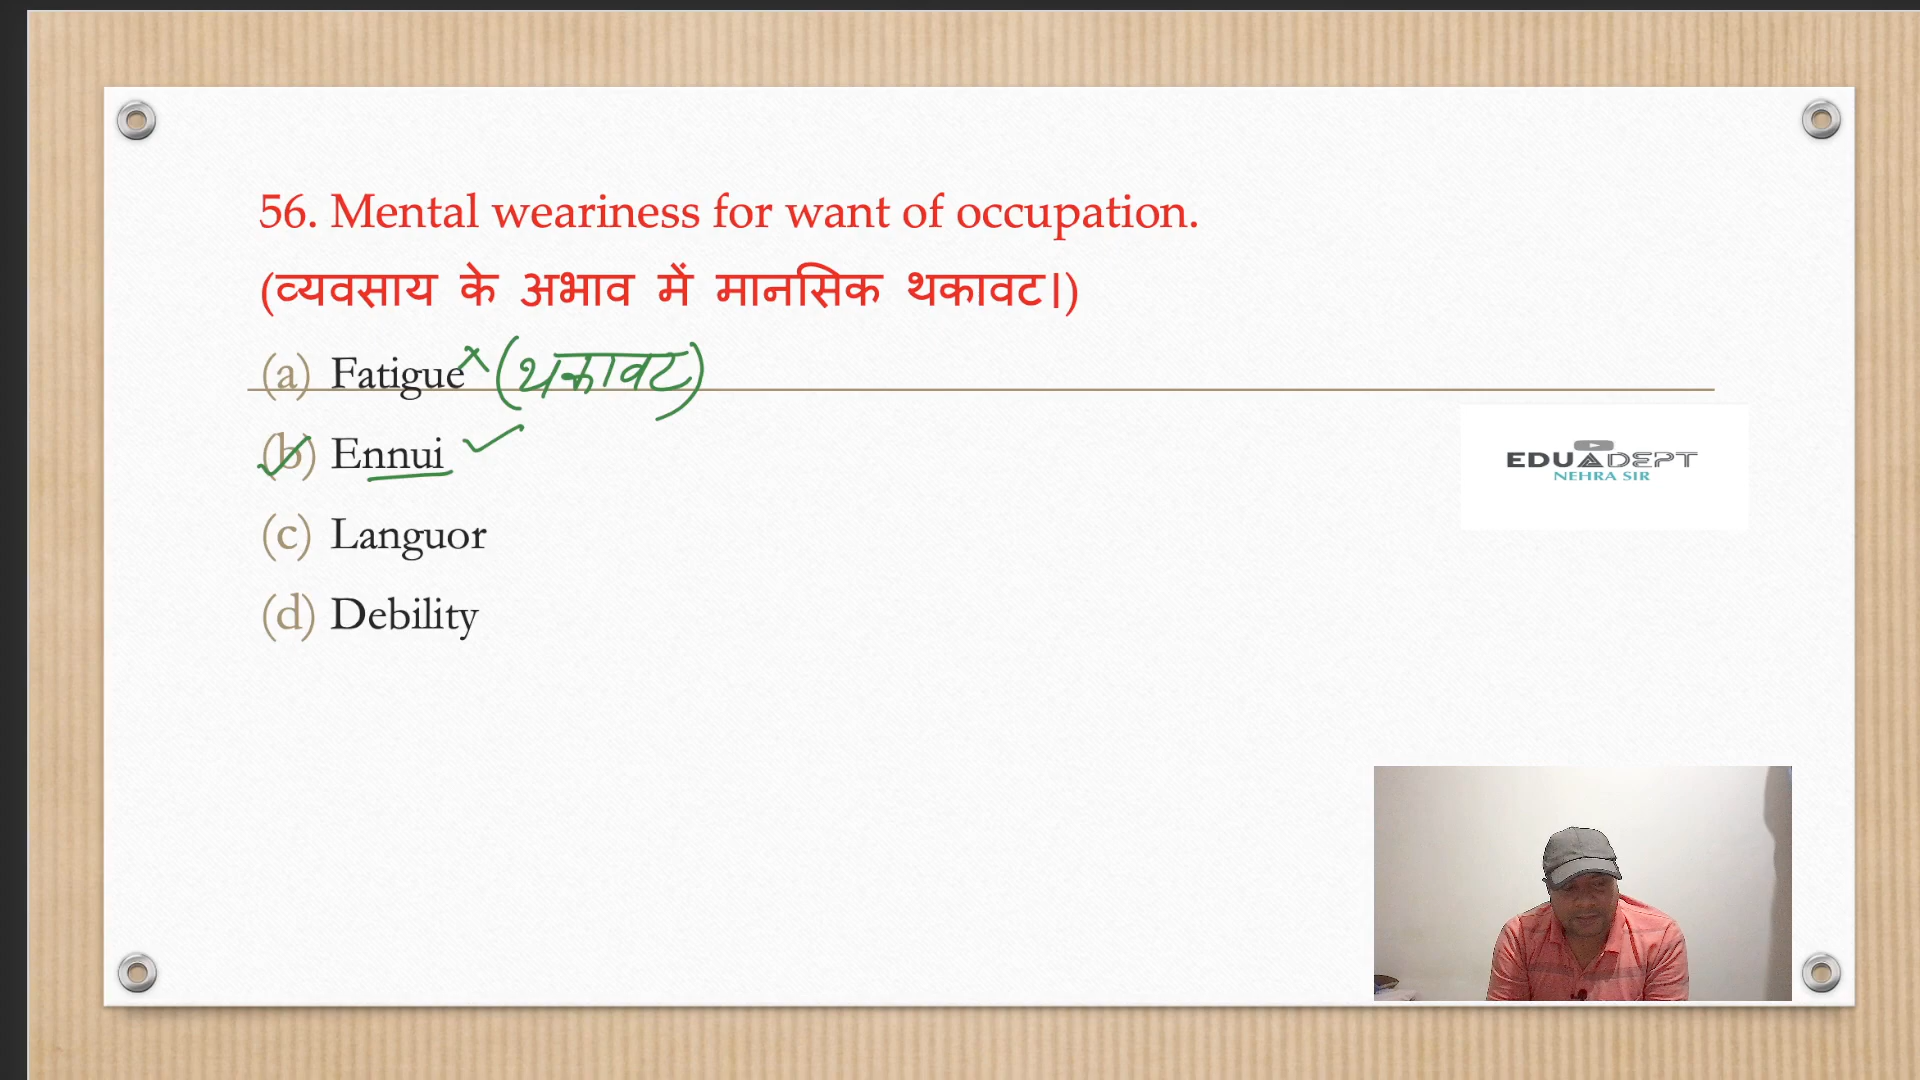 56. Mental weariness for want of occupation.
(व्यवसाय के अभाव में मानसिक थकावट।)
(a) Fatigue × (थकावट)
(b) Ennui ✓
(c) Languor
(d) Debility
EDUADEPT
NEHRA SIR